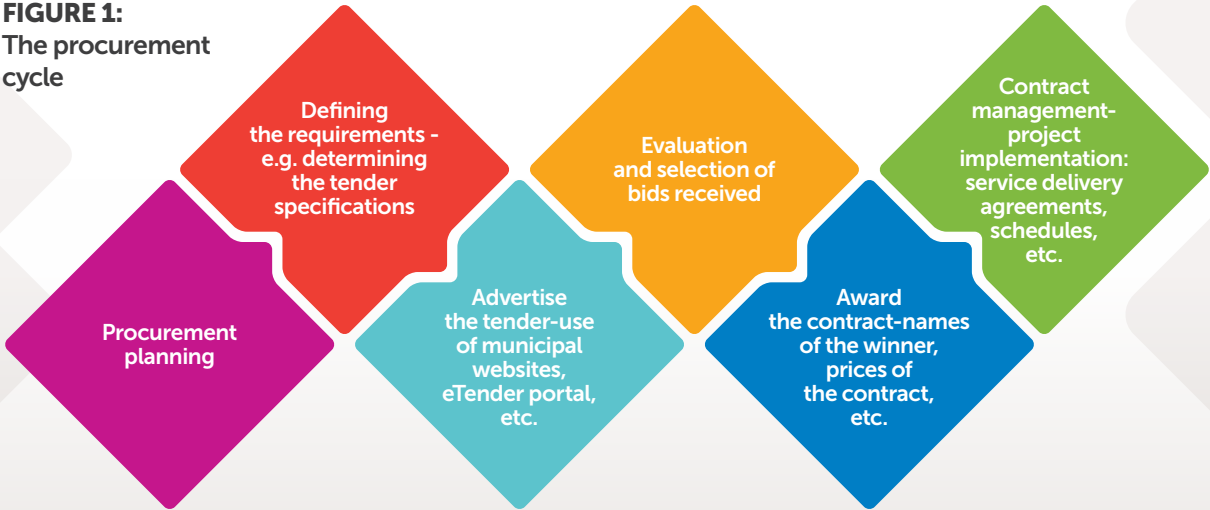 FIGURE 1:
The procurement
cycle
Procurement
planning
Defining
the requirements -
e.g. determining
the tender
specifications
Advertise
the tender-use
of municipal
websites,
eTender portal,
etc.
Evaluation
and selection of
bids received
Award
the contract-names
of the winner,
prices of
the contract,
etc.
Contract
management-
project
implementation:
service delivery
agreements,
schedules,
etc.